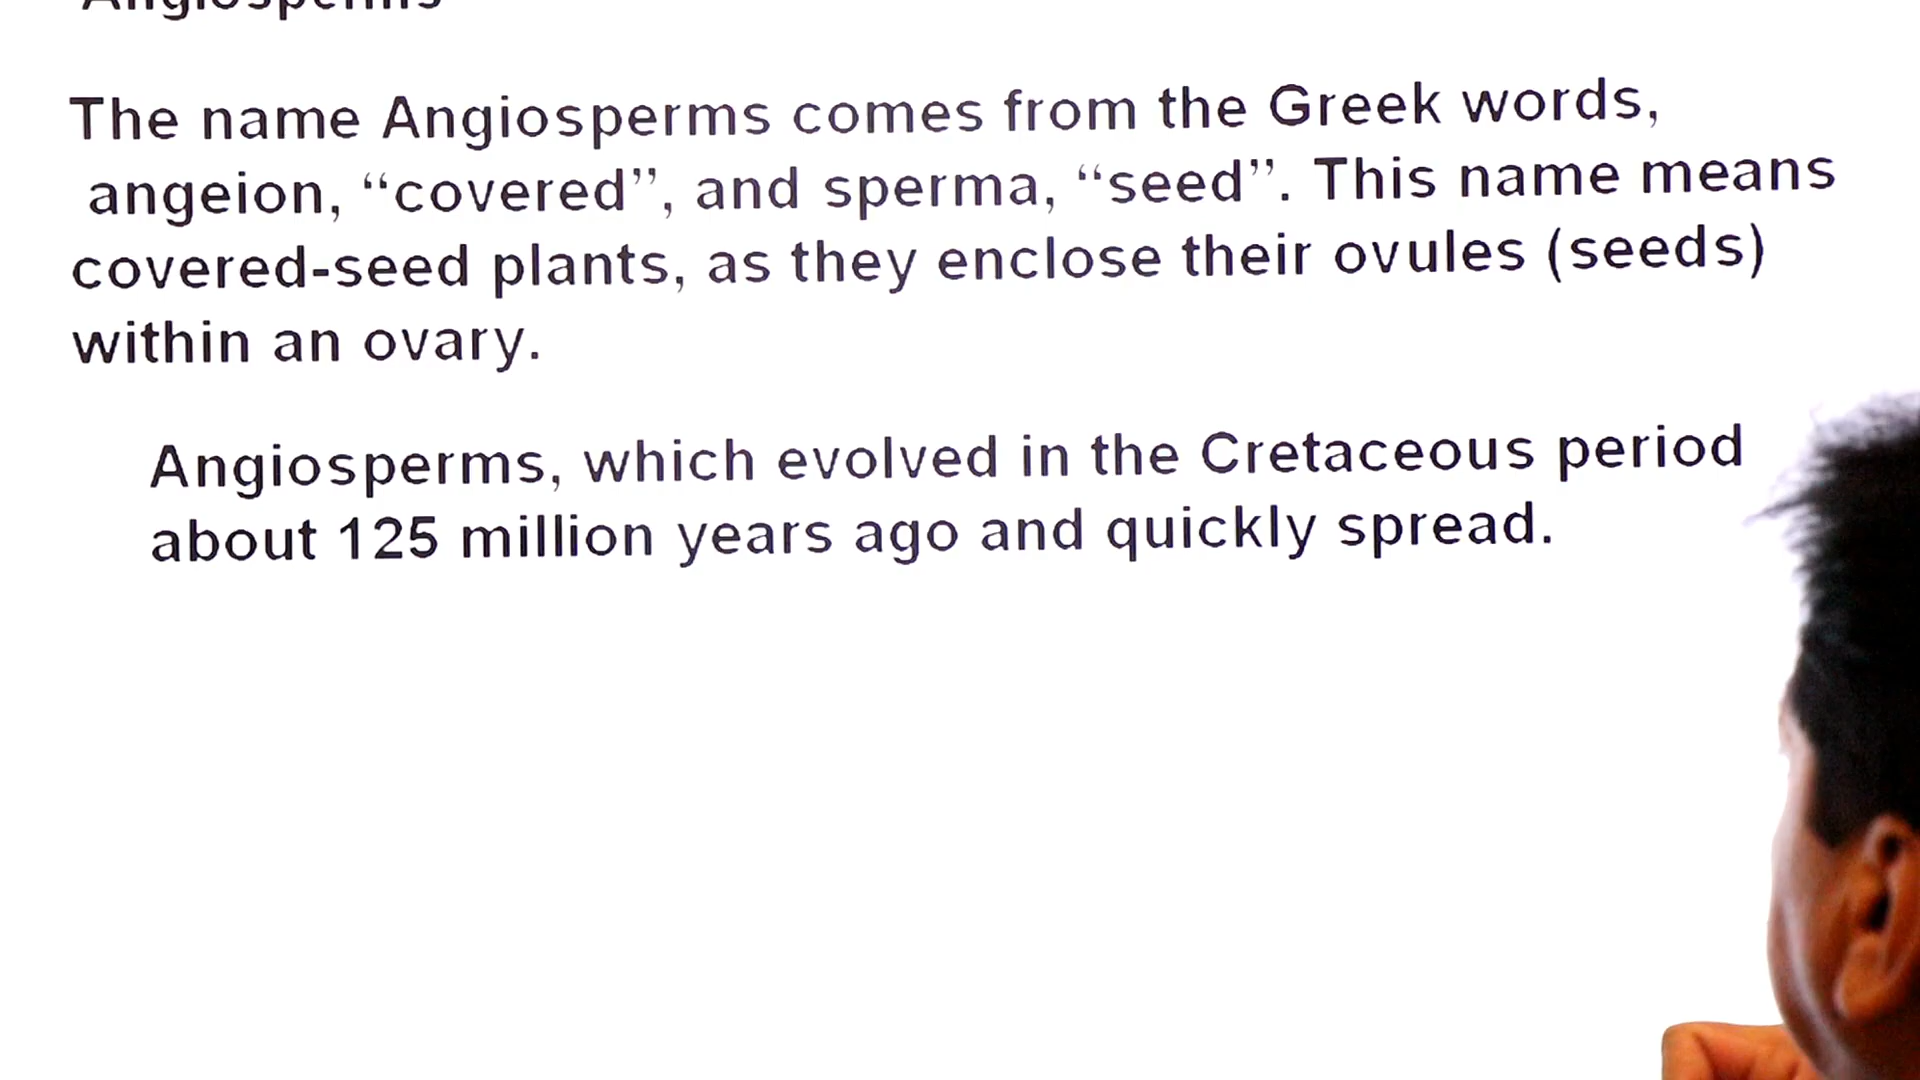 Angiosperms
The name Angiosperms comes from the Greek words,
angeion, “covered”, and sperma, “seed”. This name means
covered-seed plants, as they enclose their ovules (seeds)
within an ovary.
Angiosperms, which evolved in the Cretaceous period
about 125 million years ago and quickly spread.